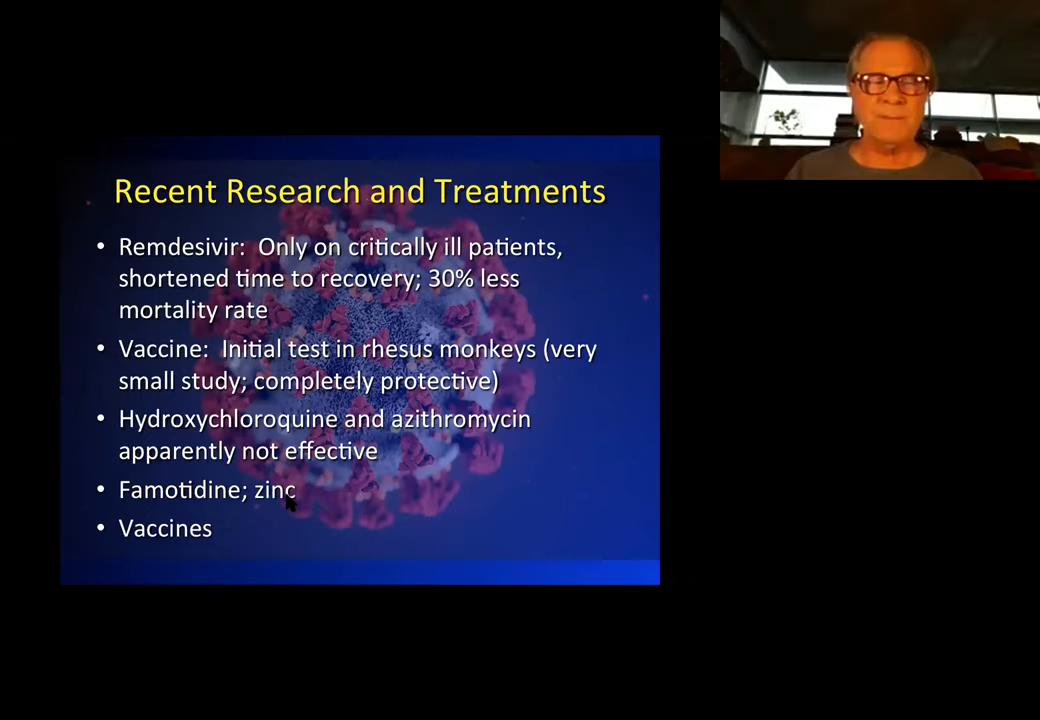 Recent Research and Treatments
• Remdesivir: Only on critically ill patients,
shortened time to recovery; 30% less
mortality rate
• Vaccine: Initial test in rhesus monkeys (very
small study; completely protective)
• Hydroxychloroquine and azithromycin
apparently not effective
• Famotidine; zinc
• Vaccines